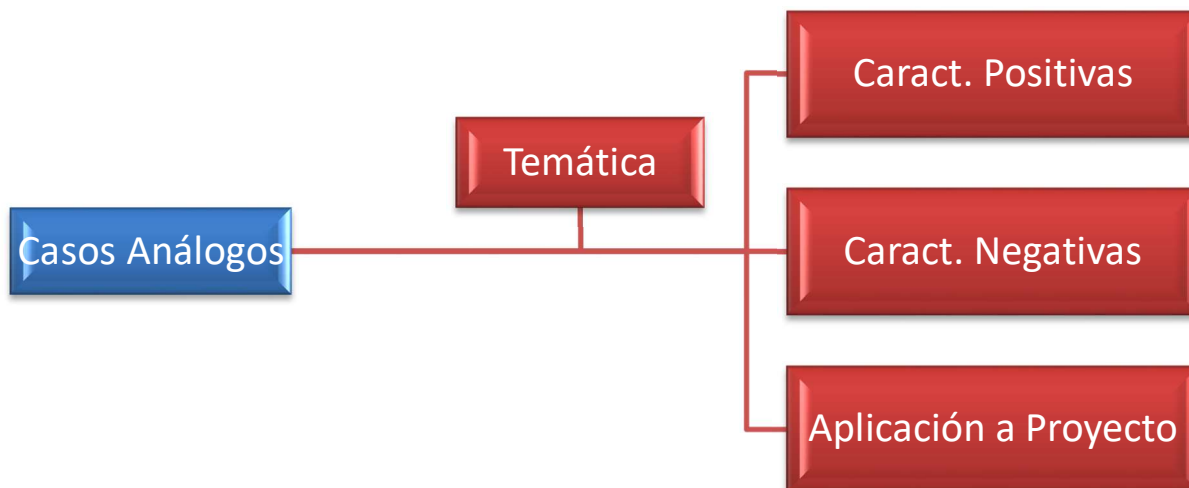 Casos Análogos
Temática
Caract. Positivas
Caract. Negativas
Aplicación a Proyecto